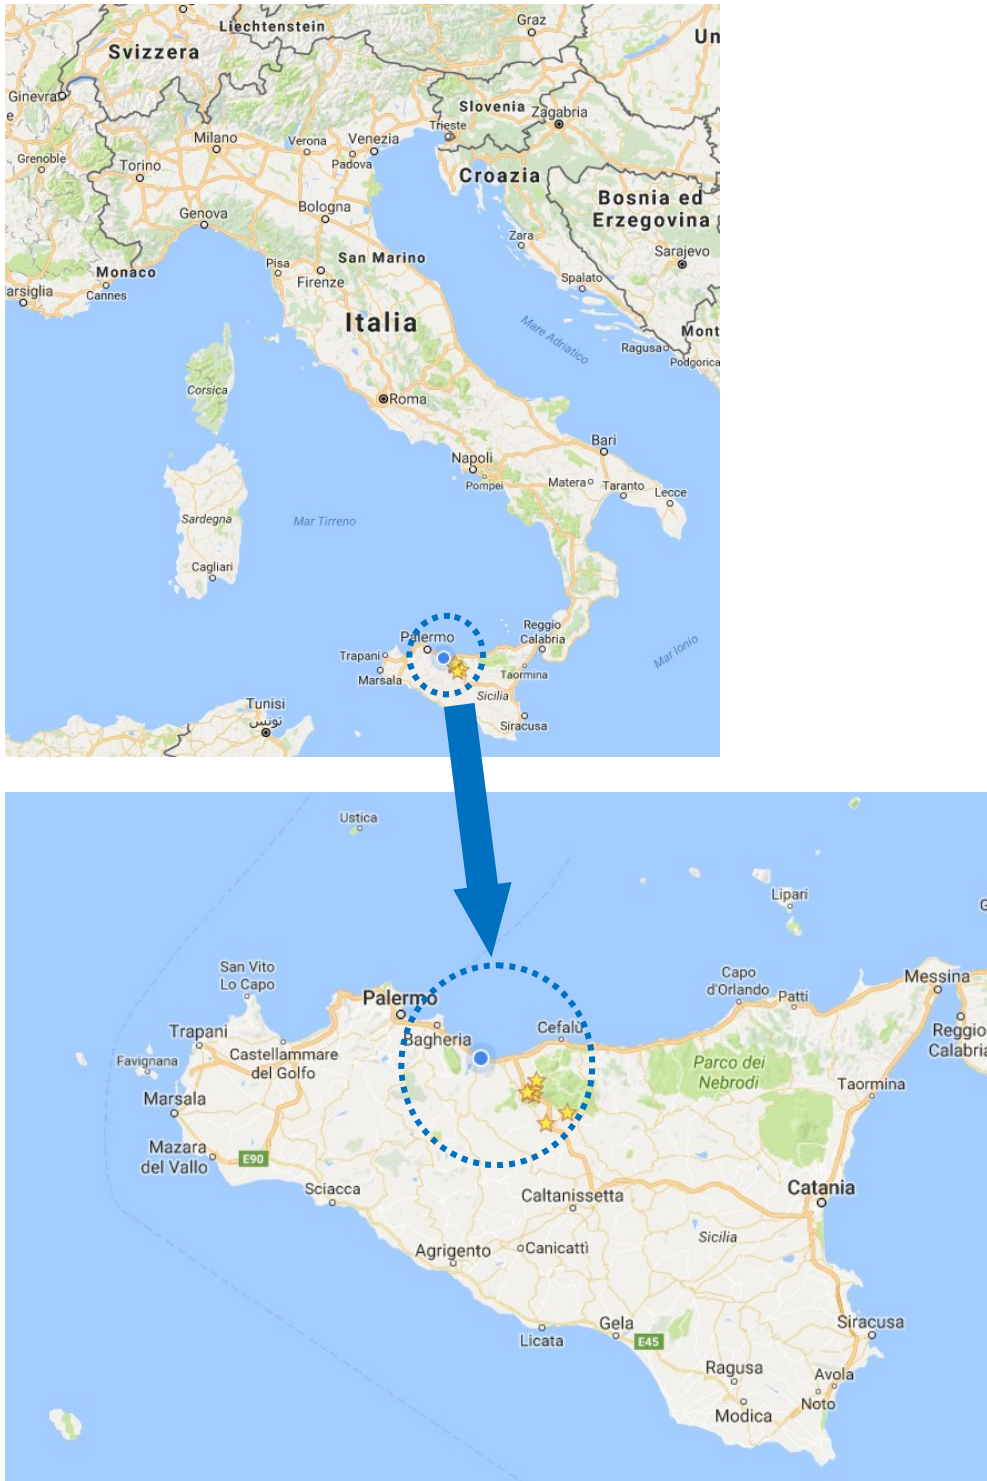 Liechtenstein
Graz
Svizzera
Un
Ginevra
e
Slovenia
Zagabria
Trieste
Milano
Verona
Venezia
Padova
Grenoble
Torino
Croazia
Bosnia ed
Erzegovina
Genova
Bologna
Zara
Sarajevo
Pisa
San Marino
Monaco
Firenze
Spalato
arsiglia
Cannes
Italia
Mare Adriatico
Mont
Ragusa
Podgorica
Corsica
Roma
Bari
Napoli
Pompei
Matera
Taranto
Lecce
Sardegna
Mar Tirreno
Cagliari
Palermo
Reggio
Calabria
Trapani
Mar Ionio
Marsala
Taormina
Sicilia
Tunisi
تونس
Siracusa
Ustica
Lipari
G
San Vito
Lo Capo
Capo
d'Orlando
Patti
Messina
Palermo
Trapani
Bagheria
Cefalù
Reggio
Calabria
Favignana
Castellammare
del Golfo
Parco dei
Nebrodi
Taormina
Marsala
Mazara
del Vallo
E90
Sciacca
Caltanissetta
Catania
Agrigento
Canicattì
Sicilia
Gela
Licata
E45
Siracusa
Ragusa
Avola
Noto
Modica